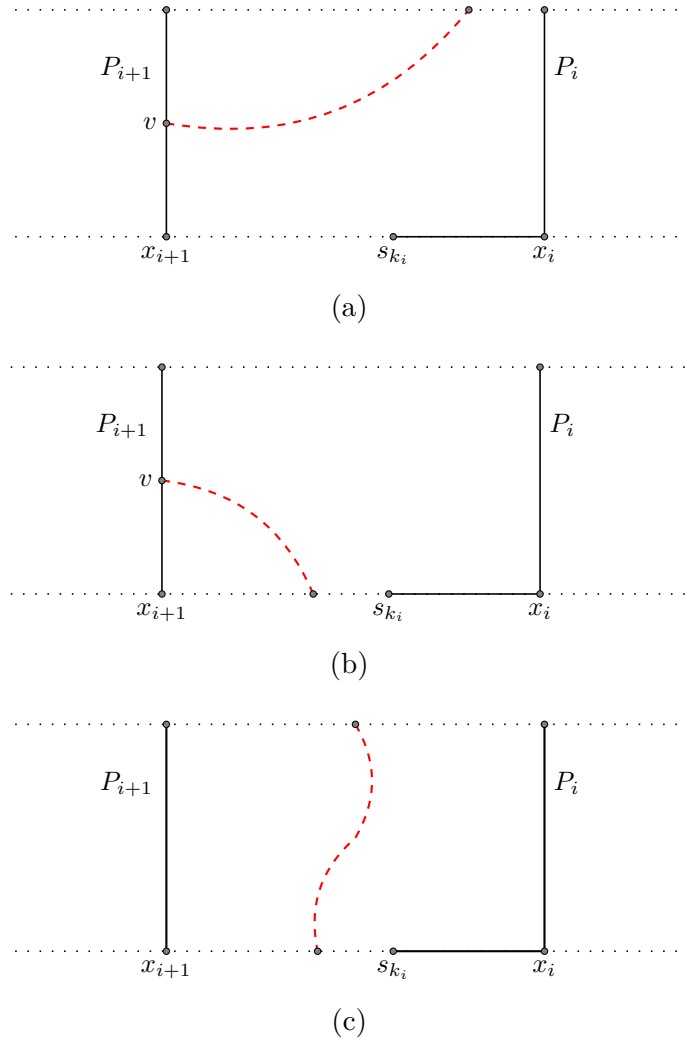 P_{i+1} P_i
v
x_{i+1} s_{k_i} x_i
(a)
P_{i+1} P_i
v
x_{i+1} s_{k_i} x_i
(b)
P_{i+1} P_i
x_{i+1} s_{k_i} x_i
(c)